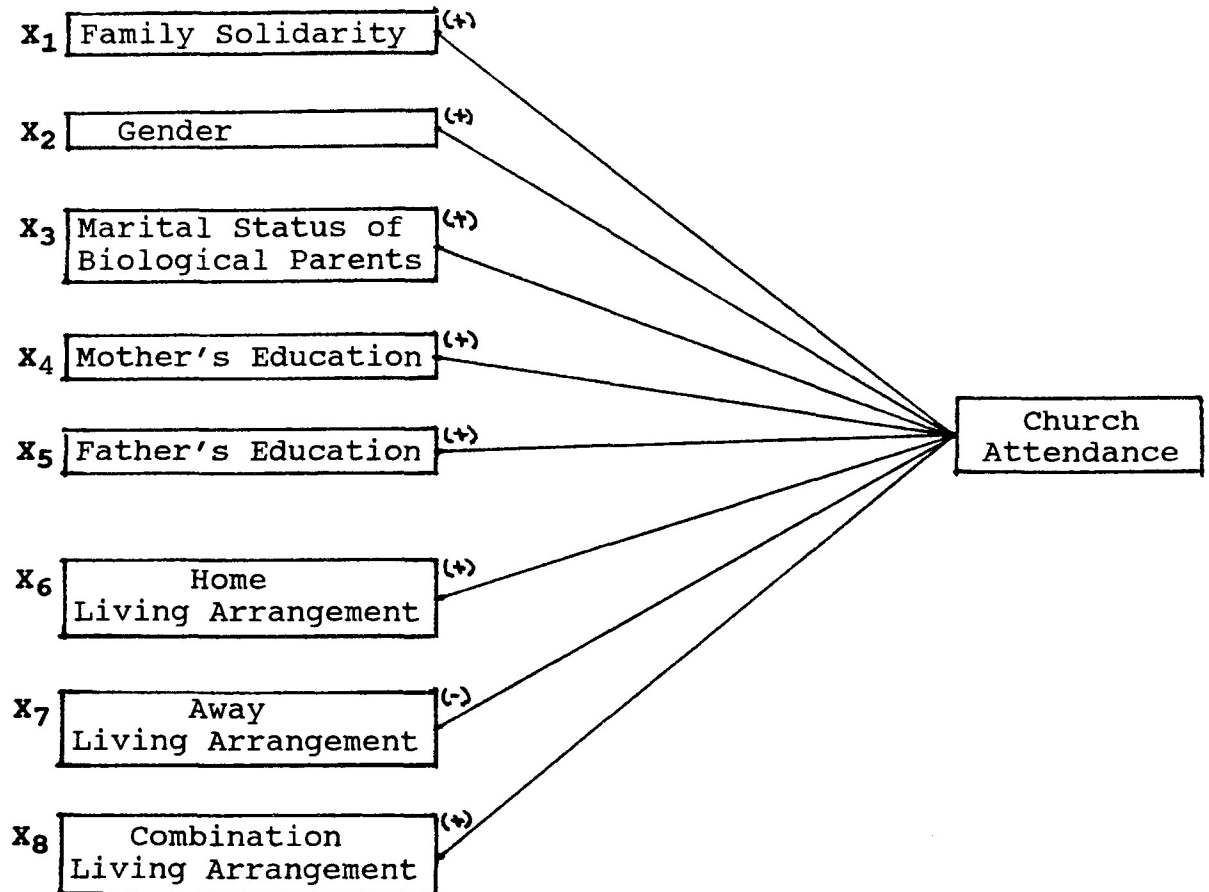 X1 Family Solidarity (+)
X2 Gender (+)
X3 Marital Status of (+)
Biological Parents
X4 Mother's Education (+)
X5 Father's Education (+)
Church
Attendance
X6 Home (+)
Living Arrangement
X7 Away (-)
Living Arrangement
X8 Combination (+)
Living Arrangement